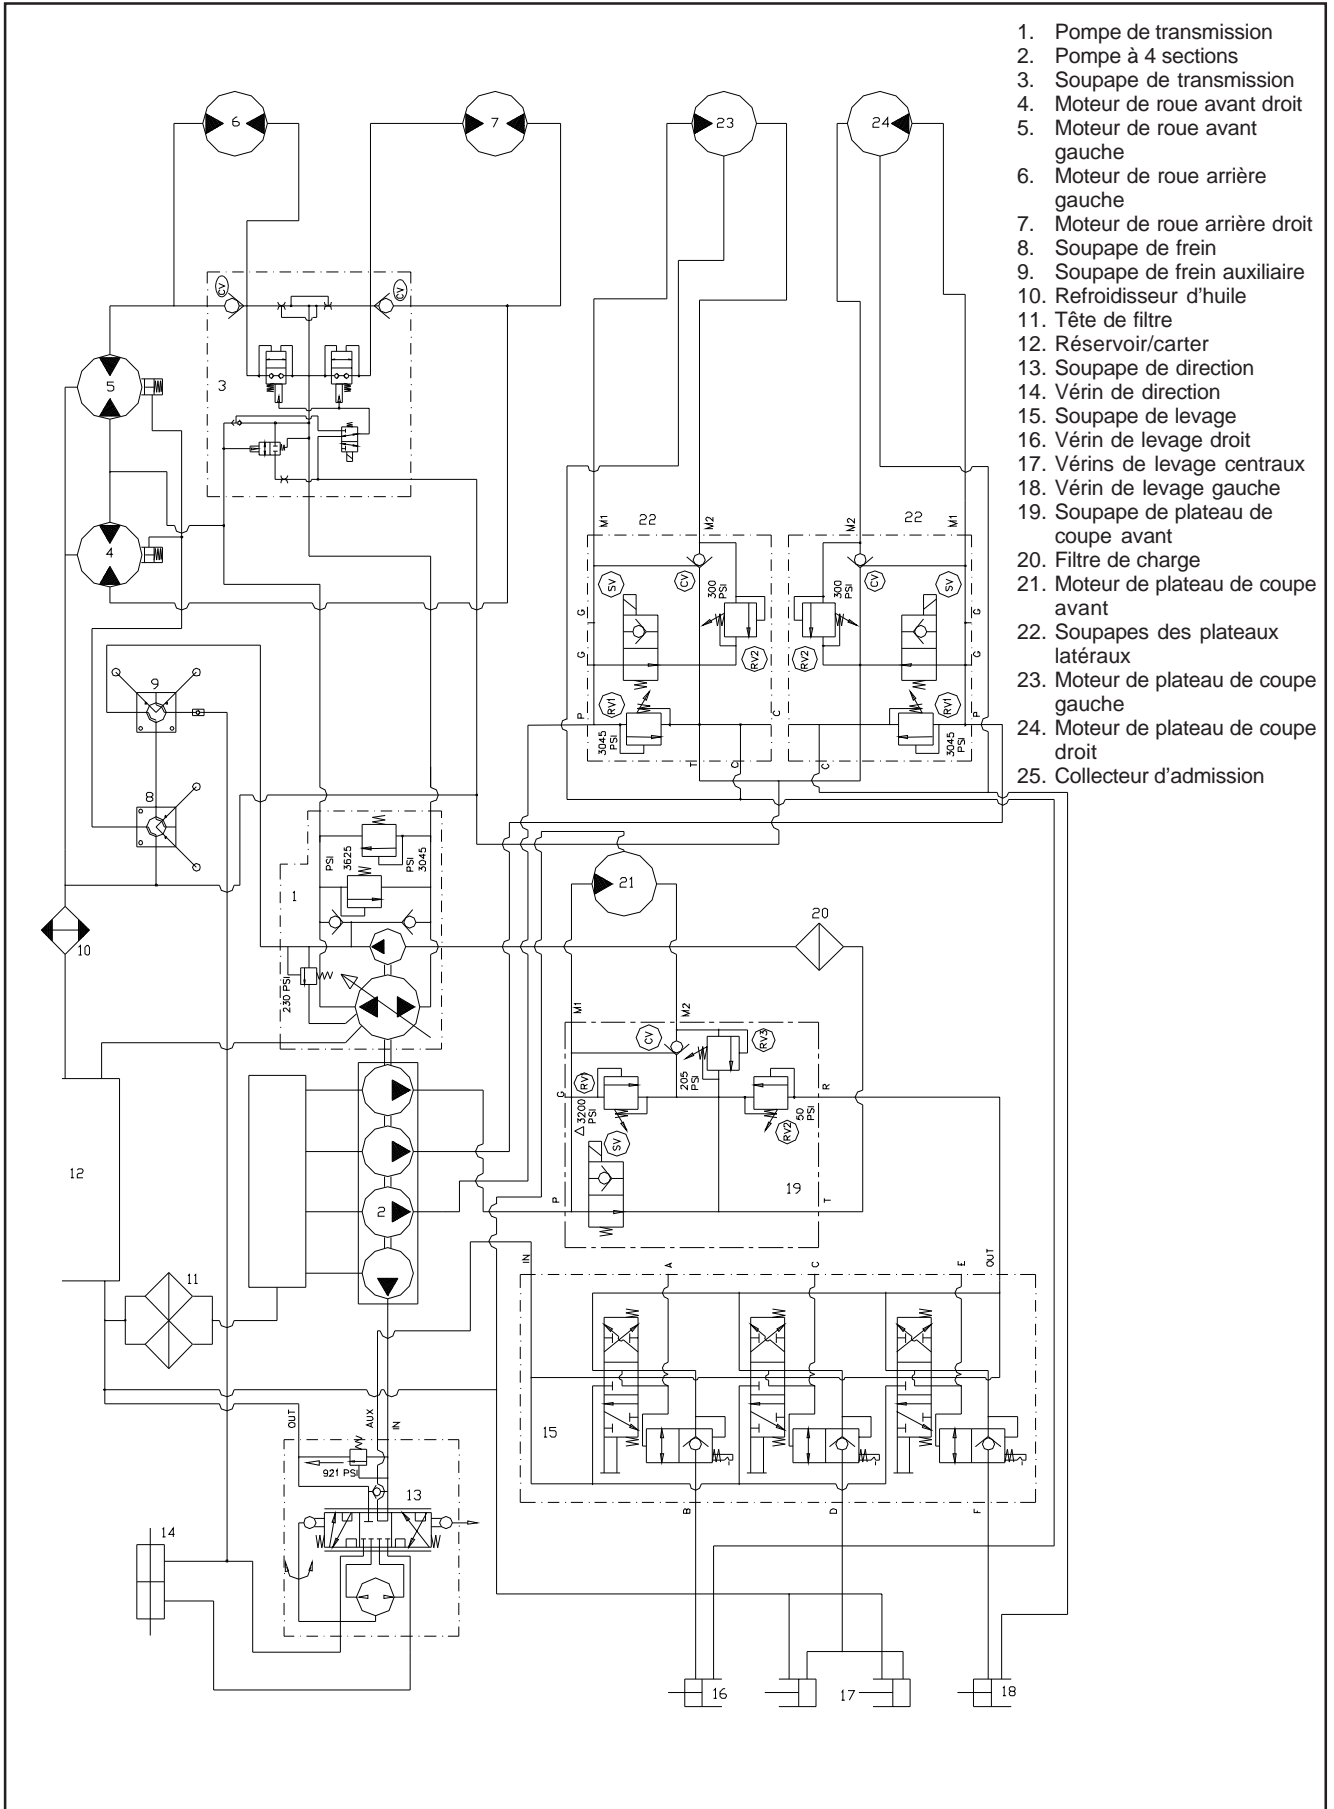 1. Pompe de transmission
2. Pompe à 4 sections
3. Soupape de transmission
4. Moteur de roue avant droit
5. Moteur de roue avant
gauche
6. Moteur de roue arrière
gauche
7. Moteur de roue arrière droit
8. Soupape de frein
9. Soupape de frein auxiliaire
10. Refroidisseur d'huile
11. Tête de filtre
12. Réservoir/carter
13. Soupape de direction
14. Vérin de direction
15. Soupape de levage
16. Vérin de levage droit
17. Vérins de levage centraux
18. Vérin de levage gauche
19. Soupape de plateau de
coupe avant
20. Filtre de charge
21. Moteur de plateau de coupe
avant
22. Soupapes des plateaux
latéraux
23. Moteur de plateau de coupe
gauche
24. Moteur de plateau de coupe
droit
25. Collecteur d'admission
6
7
23
24
CV
CV
5
3
4
22
22
M1
M2
M2
M1
SV
CV
300
PSI
300
PSI
CV
SV
G
G
G
G
RV2
RV2
RV1
RV1
P
C
P
3045
PSI
3045
PSI
T
C
C
9
8
1
PSI
3625
PSI
3045
21
20
10
230 PSI
M1
M2
CV
RV3
205
PSI
G
RV1
△ 3200
PSI
SV
RV2
50
PSI
R
12
2
P
19
T
11
IN
A
C
E
OUT
OUT
AUX
IN
15
921 PSI
13
B
D
F
14
16
17
18